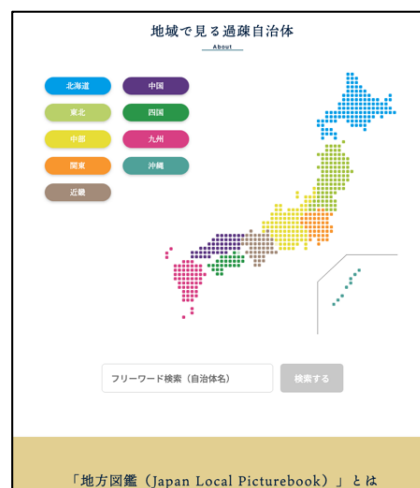 地域で見る過疎自治体
About
北海道
中国
東北
四国
中部
九州
関東
沖縄
近畿
フリーワード検索（自治体名）
検索する
「地方図鑑（Japan Local Picturebook）」とは